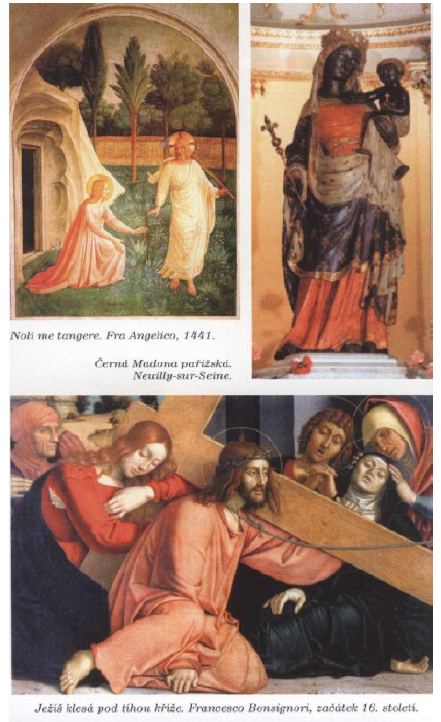 Noli me tangere. Fra Angelico, 1441.
Černá Madona pařížská.
Neuilly-sur-Seine.
Ježíš klesá pod tíhou kříže. Francesco Bonsignori, začátek 16. století.